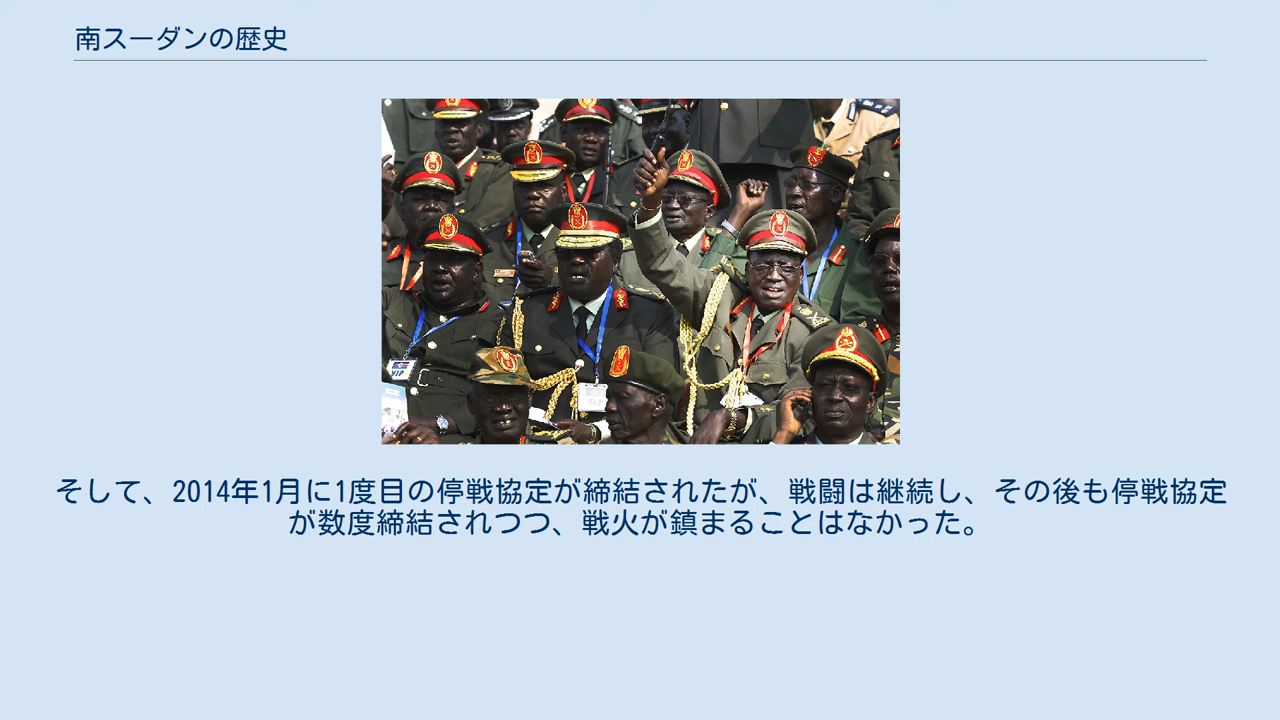 南スーダンの歴史
VIP
そして、2014年1月に1度目の停戦協定が締結されたが、戦闘は継続し、その後も停戦協定
が数度締結されつつ、戦火が鎮まることはなかった。